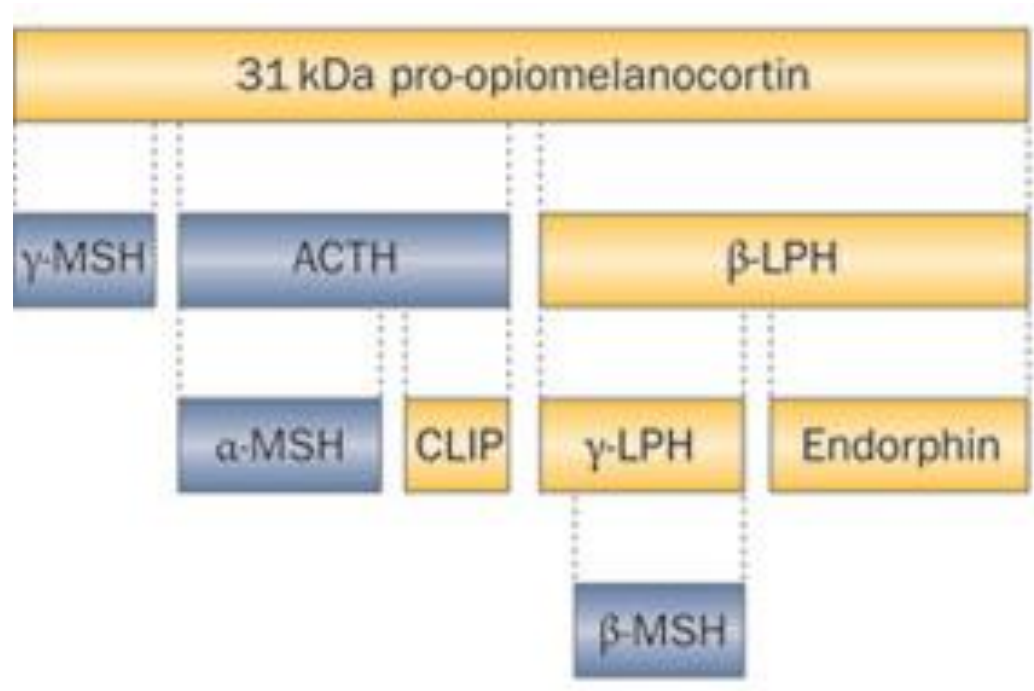 31 kDa pro-opiomelanocortin
γ-MSH
ACTH
β-LPH
α-MSH
CLIP
γ-LPH
Endorphin
β-MSH